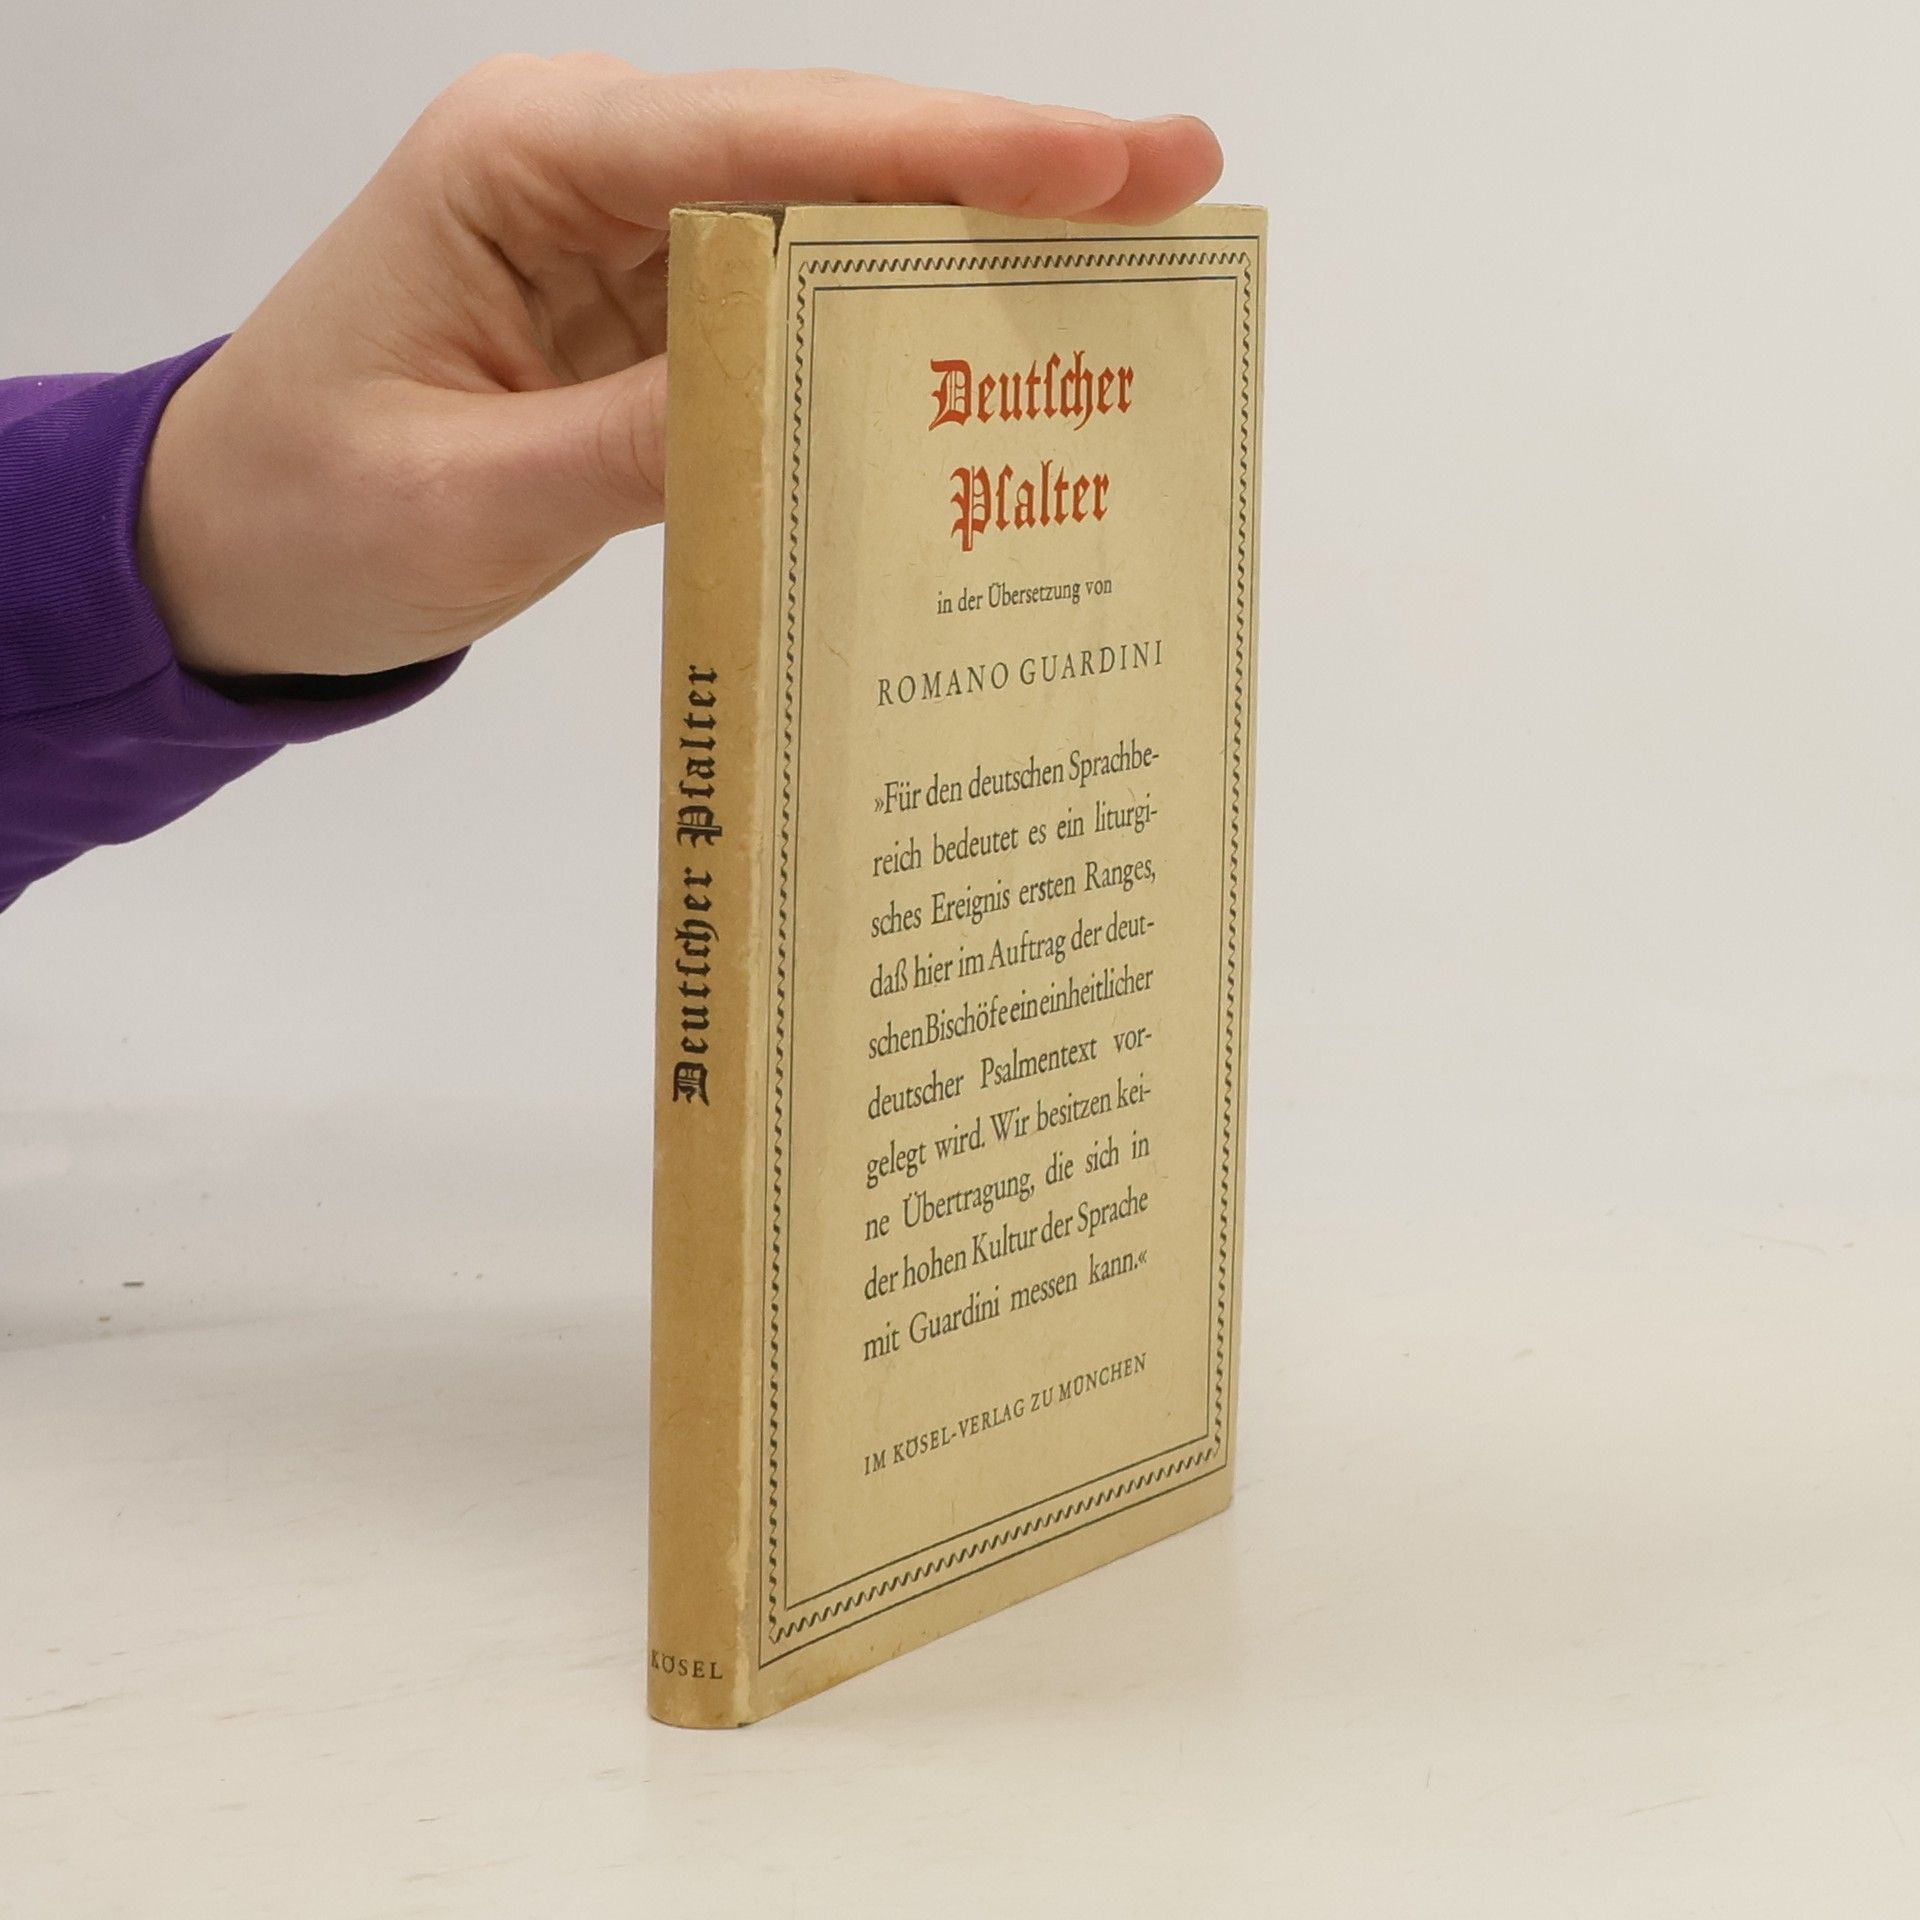 Deutſcher Pſalter
KÖSEL
Deutſcher
Pſalter
in der Übersetzung von
ROMANO GUARDINI
»Für den deutschen Sprachbe-
reich bedeutet es ein liturgi-
sches Ereignis ersten Ranges,
daß hier im Auftrag der deut-
schen Bischöfe ein einheitlicher
deutscher Psalmentext vor-
gelegt wird. Wir besitzen kei-
ne Übertragung, die sich in
der hohen Kultur der Sprache
mit Guardini messen kann.«
IM KÖSEL-VERLAG ZU MÜNCHEN